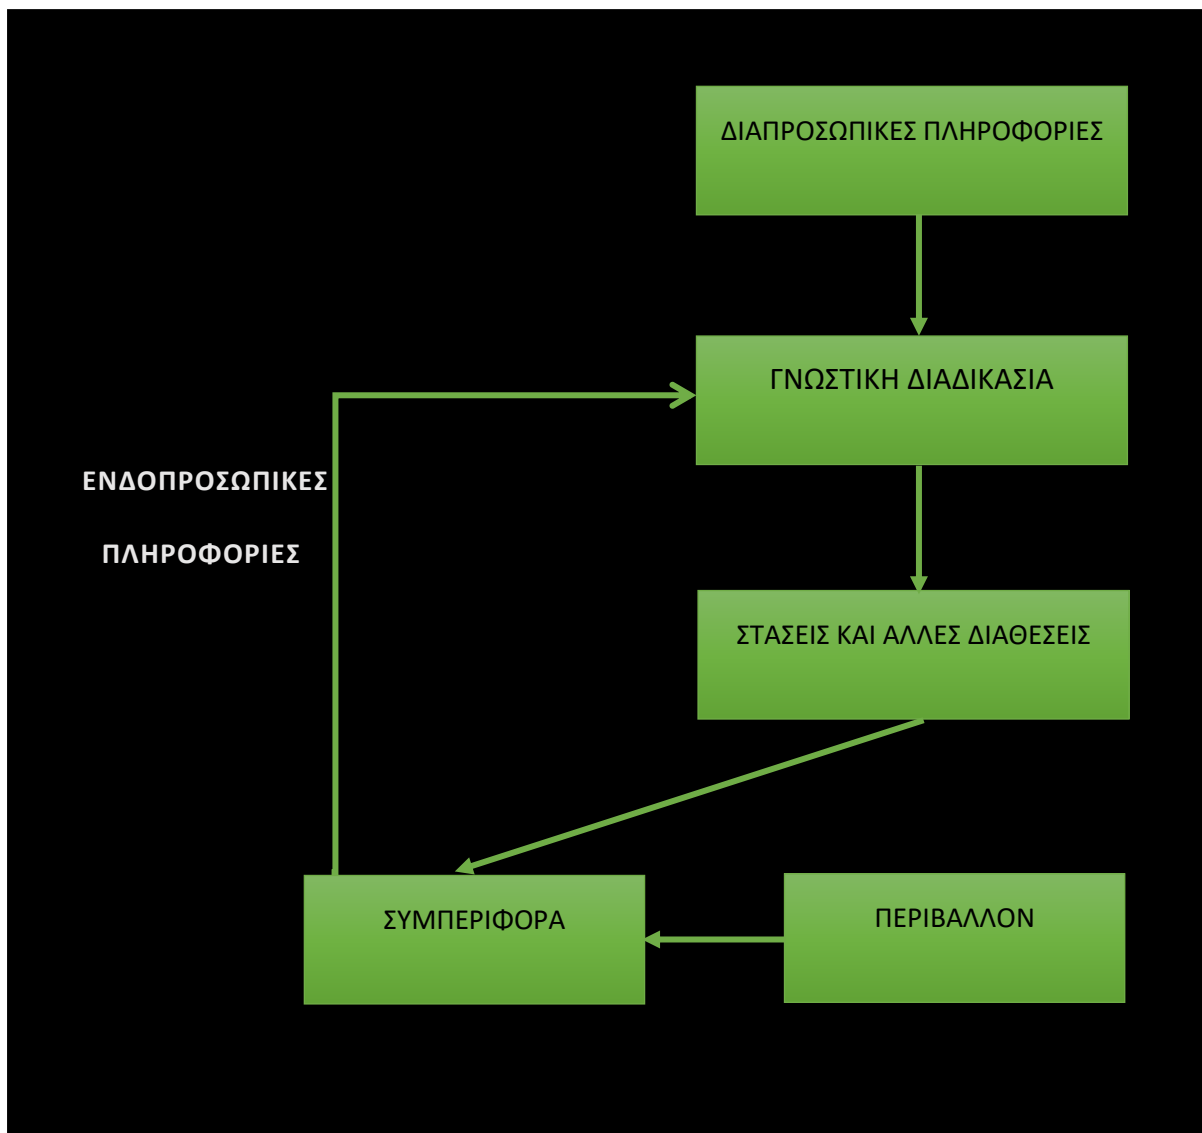 ΔΙΑΠΡΟΣΩΠΙΚΕΣ ΠΛΗΡΟΦΟΡΙΕΣ
ΓΝΩΣΤΙΚΗ ΔΙΑΔΙΚΑΣΙΑ
ΕΝΔΟΠΡΟΣΩΠΙΚΕΣ
ΠΛΗΡΟΦΟΡΙΕΣ
ΣΤΑΣΕΙΣ ΚΑΙ ΑΛΛΕΣ ΔΙΑΘΕΣΕΙΣ
ΣΥΜΠΕΡΙΦΟΡΑ
ΠΕΡΙΒΑΛΛΟΝ